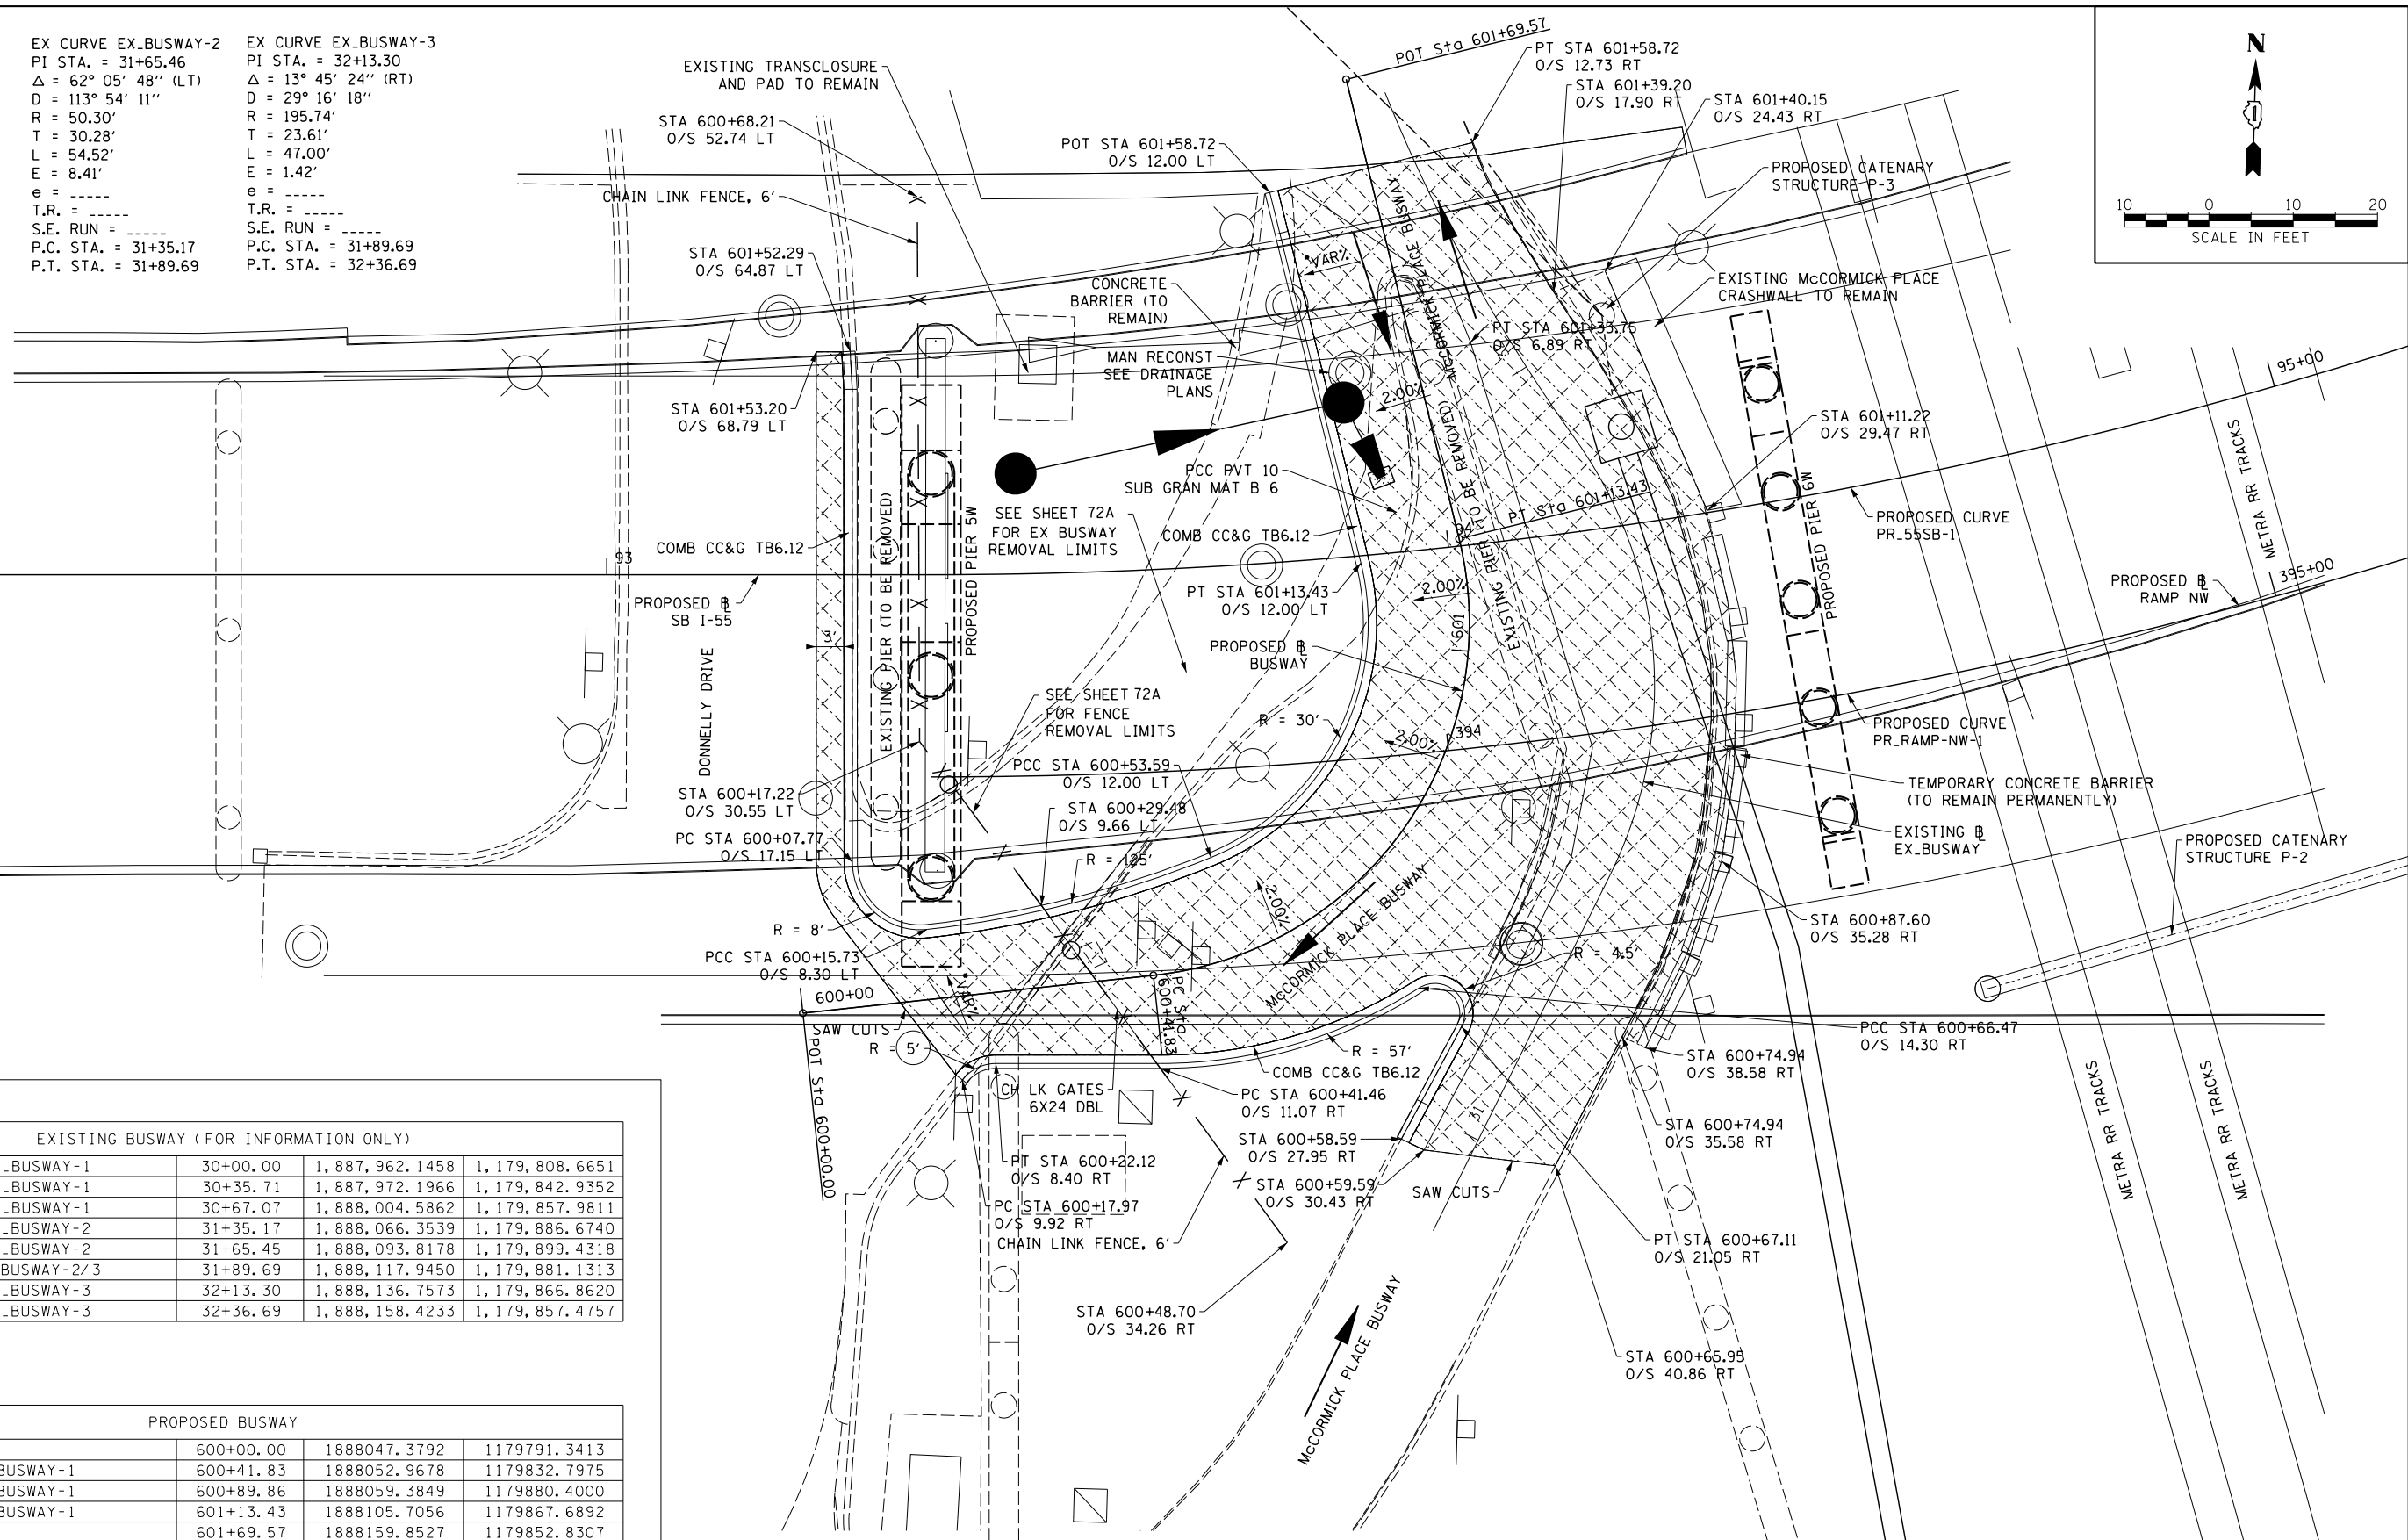 EX CURVE EX_BUSWAY-2
PI STA. = 31+65.46
Δ = 62° 05' 48'' (LT)
D = 113° 54' 11''
R = 50.30'
T = 30.28'
L = 54.52'
E = 8.41'
e = _____
T.R. = _____
S.E. RUN = _____
P.C. STA. = 31+35.17
P.T. STA. = 31+89.69
EX CURVE EX_BUSWAY-3
PI STA. = 32+13.30
Δ = 13° 45' 24'' (RT)
D = 29° 16' 18''
R = 195.74'
T = 23.61'
L = 47.00'
E = 1.42'
e = _____
T.R. = _____
S.E. RUN = _____
P.C. STA. = 31+89.69
P.T. STA. = 32+36.69
EXISTING TRANSCLOSURE
AND PAD TO REMAIN
STA 600+68.21
O/S 52.74 LT
CHAIN LINK FENCE, 6'
STA 601+52.29
O/S 64.87 LT
STA 601+53.20
O/S 68.79 LT
POT STA 601+58.72
O/S 12.00 LT
POT Sta 601+69.57
PT STA 601+58.72
O/S 12.73 RT
STA 601+39.20
O/S 17.90 RT
STA 601+40.15
O/S 24.43 RT
PROPOSED CATENARY
STRUCTURE P-3
EXISTING McCORMICK PLACE
CRASHWALL TO REMAIN
N
1
10 0 10 20
SCALE IN FEET
CONCRETE
BARRIER (TO
REMAIN)
MAN RECONST
SEE DRAINAGE
PLANS
*VAR%
McCORMICK PLACE BUSWAY
McCORMICK
PT STA 601+35.75
O/S 6.89 RT
2.00%
95+00
STA 601+11.22
O/S 29.47 RT
METRA RR TRACKS
METRA RR TRACKS
PCC PVT 10
SUB GRAN MAT B 6
SEE SHEET 72A
FOR EX BUSWAY
REMOVAL LIMITS
COMB CC&G TB6.12
COMB CC&G TB6.12
94
PT Sta 601+13.43
EXISTING PIER (TO BE REMOVED)
EXISTING PIER (TO BE REMOVED)
PROPOSED PIER 5W
PROPOSED PIER 6W
PROPOSED CURVE
PR_55SB-1
93
PROPOSED BL
SB I-55
3'
DONNELLY DRIVE
PT STA 601+13.43
O/S 12.00 LT
2.00%
PROPOSED BL
BUSWAY
601
PROPOSED BL
RAMP NW
395+00
SEE SHEET 72A
FOR FENCE
REMOVAL LIMITS
R = 30'
2.00%
394
PROPOSED CURVE
PR_RAMP-NW-1
PCC STA 600+53.59
O/S 12.00 LT
STA 600+17.22
O/S 30.55 LT
STA 600+29.48
O/S 9.66 LT
TEMPORARY CONCRETE BARRIER
(TO REMAIN PERMANENTLY)
PC STA 600+07.77
O/S 17.15 LT
R = 125'
EXISTING BL
EX_BUSWAY
PROPOSED CATENARY
STRUCTURE P-2
2.00%
McCORMICK PLACE BUSWAY
STA 600+87.60
O/S 35.28 RT
R = 8'
PCC STA 600+15.73
O/S 8.30 LT
R = 4.5'
600+00
*VAR%
PC Sta
600+41.83
SAW CUTS
R = 5'
POT Sta 600+00.00
R = 57'
COMB CC&G TB6.12
CH LK GATES
6X24 DBL
PC STA 600+41.46
O/S 11.07 RT
PCC STA 600+66.47
O/S 14.30 RT
STA 600+74.94
O/S 38.58 RT
STA 600+74.94
O/S 35.58 RT
STA 600+58.59
O/S 27.95 RT
31
PT STA 600+22.12
O/S 8.40 RT
STA 600+59.59
O/S 30.43 RT
SAW CUTS
PC STA 600+17.97
O/S 9.92 RT
CHAIN LINK FENCE, 6'
PT STA 600+67.11
O/S 21.05 RT
STA 600+48.70
O/S 34.26 RT
McCORMICK PLACE BUSWAY
STA 600+65.95
O/S 40.86 RT
METRA RR TRACKS
METRA RR TRACKS
EXISTING BUSWAY (FOR INFORMATION ONLY)
_BUSWAY-1 30+00.00 1,887,962.1458 1,179,808.6651
_BUSWAY-1 30+35.71 1,887,972.1966 1,179,842.9352
_BUSWAY-1 30+67.07 1,888,004.5862 1,179,857.9811
_BUSWAY-2 31+35.17 1,888,066.3539 1,179,886.6740
_BUSWAY-2 31+65.45 1,888,093.8178 1,179,899.4318
BUSWAY-2/3 31+89.69 1,888,117.9450 1,179,881.1313
_BUSWAY-3 32+13.30 1,888,136.7573 1,179,866.8620
_BUSWAY-3 32+36.69 1,888,158.4233 1,179,857.4757
PROPOSED BUSWAY
600+00.00 1888047.3792 1179791.3413
BUSWAY-1 600+41.83 1888052.9678 1179832.7975
BUSWAY-1 600+89.86 1888059.3849 1179880.4000
BUSWAY-1 601+13.43 1888105.7056 1179867.6892
601+69.57 1888159.8527 1179852.8307